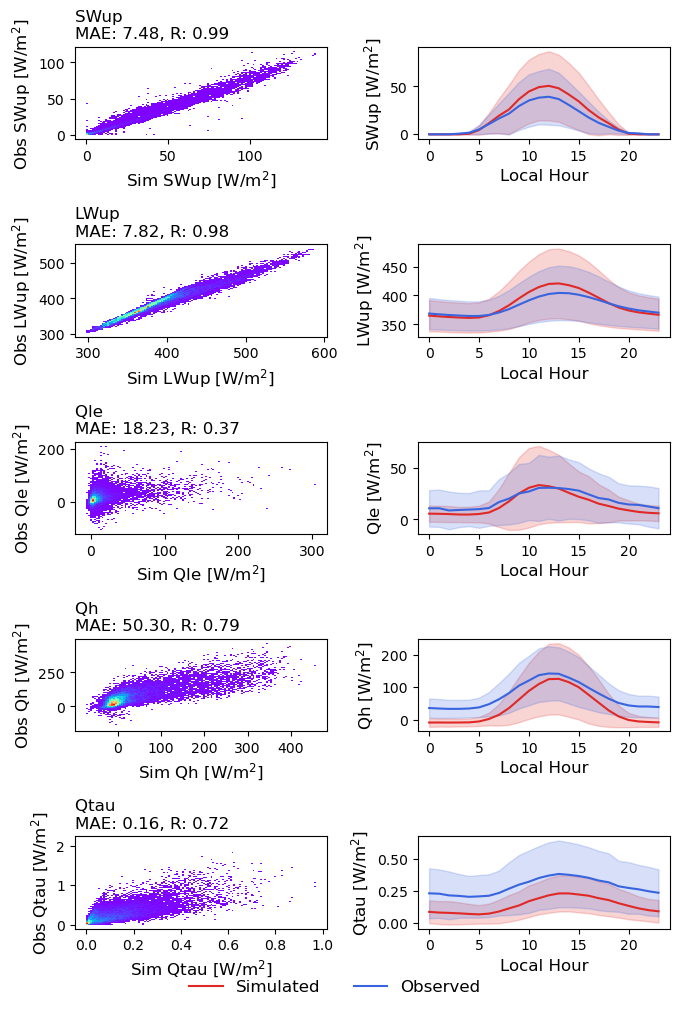 SWup
MAE: 7.48, R: 0.99
Obs SWup [W/m²]
100
50
0
0
50
100
Sim SWup [W/m²]
SWup [W/m²]
50
0
0
5
10
15
20
Local Hour
LWup
MAE: 7.82, R: 0.98
Obs LWup [W/m²]
500
400
300
300
400
500
600
Sim LWup [W/m²]
LWup [W/m²]
450
400
350
0
5
10
15
20
Local Hour
Qle
MAE: 18.23, R: 0.37
Obs Qle [W/m²]
200
0
0
100
200
300
Sim Qle [W/m²]
Qle [W/m²]
50
0
0
5
10
15
20
Local Hour
Qh
MAE: 50.30, R: 0.79
Obs Qh [W/m²]
250
0
0
100
200
300
400
Sim Qh [W/m²]
Qh [W/m²]
200
100
0
0
5
10
15
20
Local Hour
Qtau
MAE: 0.16, R: 0.72
Obs Qtau [W/m²]
2
1
0
0.0
0.2
0.4
0.6
0.8
1.0
Sim Qtau [W/m²]
Qtau [W/m²]
0.50
0.25
0.00
0
5
10
15
20
Local Hour
Simulated
Observed